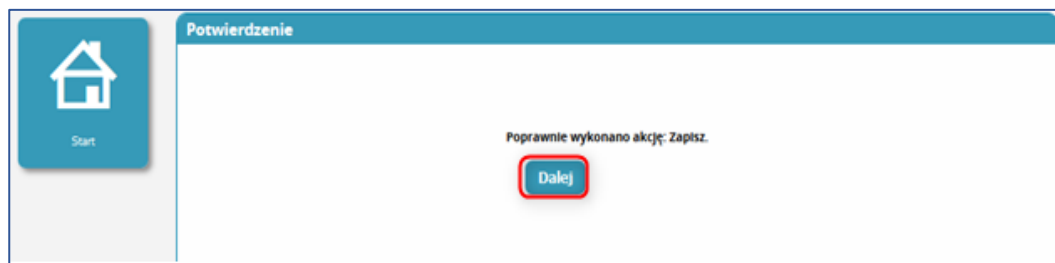 Potwierdzenie
Start
Poprawnie wykonano akcję: Zapisz.
Dalej